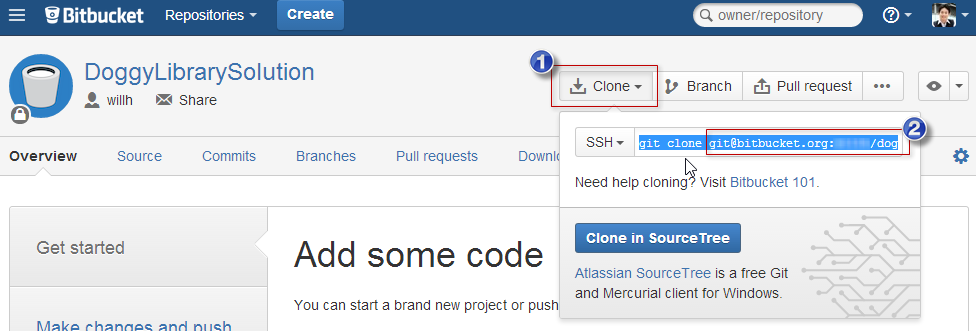 Bitbucket Repositories Create owner/repository
DoggyLibrarySolution
willh Share
1
Clone Branch Pull request
2
SSH git clone git@bitbucket.org: /dog
Overview Source Commits Branches Pull requests Downl
Need help cloning? Visit Bitbucket 101.
Get started
Clone in SourceTree
Add some code
Atlassian SourceTree is a free Git
and Mercurial client for Windows.
You can start a brand new project or push
Make changes and push